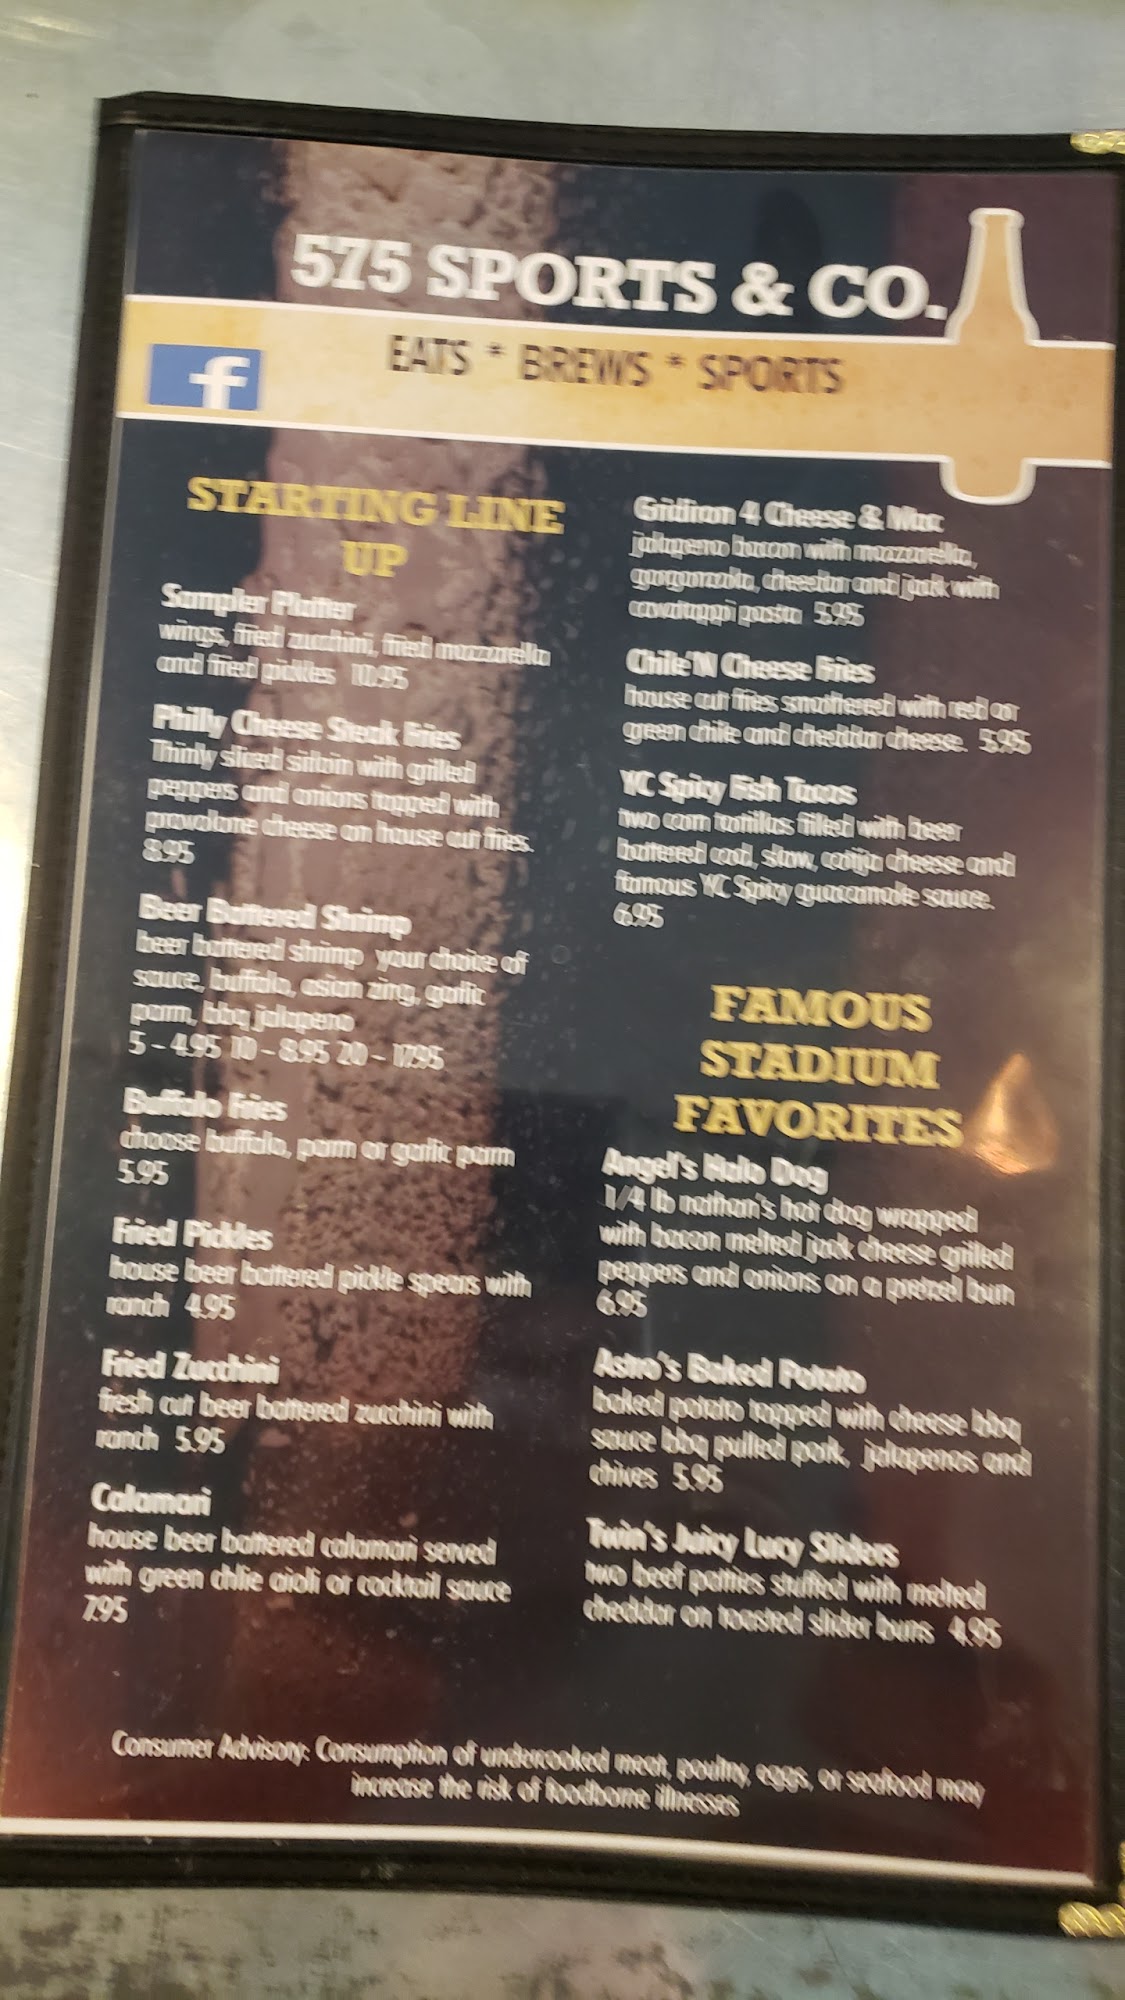 575 SPORTS & CO.
f
EATS * BREWS * SPORTS
STARTING LINE
UP
Sampler Platter
wings, fried zucchini, fried mozzarella
and fried pickles 10.95
Philly Cheese Steak Fries
Thinly sliced sirloin with grilled
peppers and onions topped with
provolone cheese on house cut fries.
8.95
Beer Battered Shrimp
beer battered shrimp your choice of
sauce, buffalo, asian zing, garlic
parm, bbq jalapeno
5 - 4.95 10 - 8.95 20 - 17.95
Buffalo Fries
choose buffalo, parm or garlic parm
5.95
Fried Pickles
house beer battered pickle spears with
ranch 4.95
Fried Zucchini
fresh cut beer battered zucchini with
ranch 5.95
Calamari
house beer battered calamari served
with green chlie aioli or cocktail sauce
7.95
Gridiron 4 Cheese & Mac
jalapeno bacon with mozzarella,
gorgonzola, cheedar and jack with
cavatappi pasta 5.95
Chile'N Cheese Fries
house cut fries smothered with red or
green chile and cheddar cheese. 5.95
YC Spicy Fish Tacos
two corn tortillas filled with beer
battered cod, slaw, cotija cheese and
famous YC Spicy guacamole sauce.
6.95
FAMOUS
STADIUM
FAVORITES
Angel's Halo Dog
1/4 lb nathan's hot dog wrapped
with bacon melted jack cheese grilled
peppers and onions on a pretzel bun
6.95
Astro's Baked Potato
baked potato topped with cheese bbq
sauce bbq pulled pork, jalapenos and
chives 5.95
Twin's Juicy Lucy Sliders
two beef patties stuffed with melted
cheddar on toasted slider buns 4.95
Consumer Advisory: Consumption of undercooked meat, poultry, eggs, or seafood may
increase the risk of foodborne illnesses